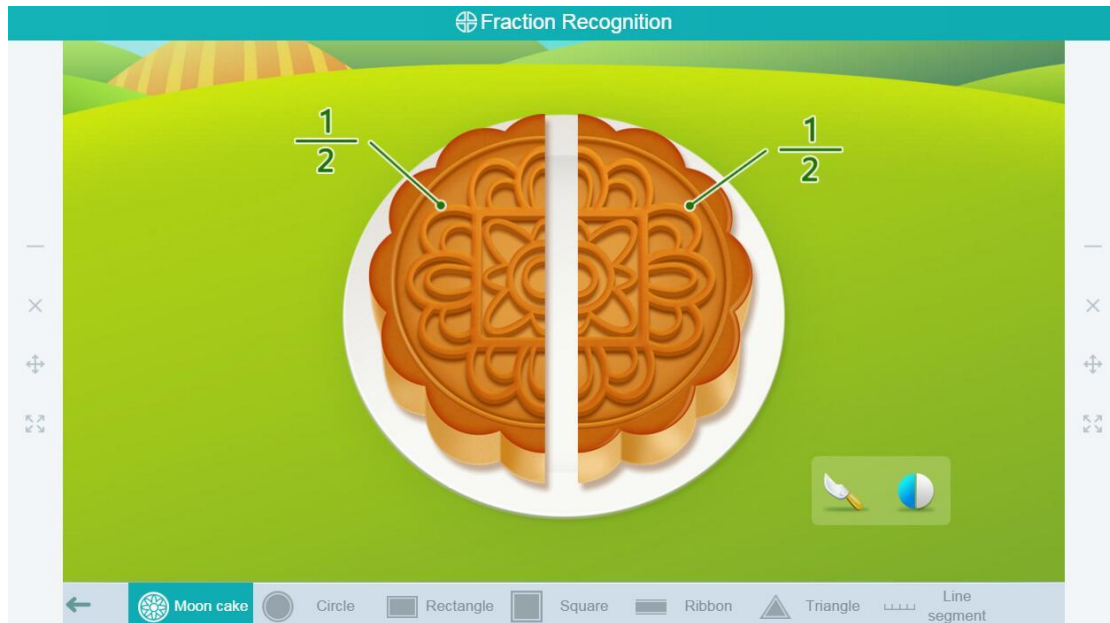 Fraction Recognition
1
2
1
2
Moon cake
Circle
Rectangle
Square
Ribbon
Triangle
Line
segment